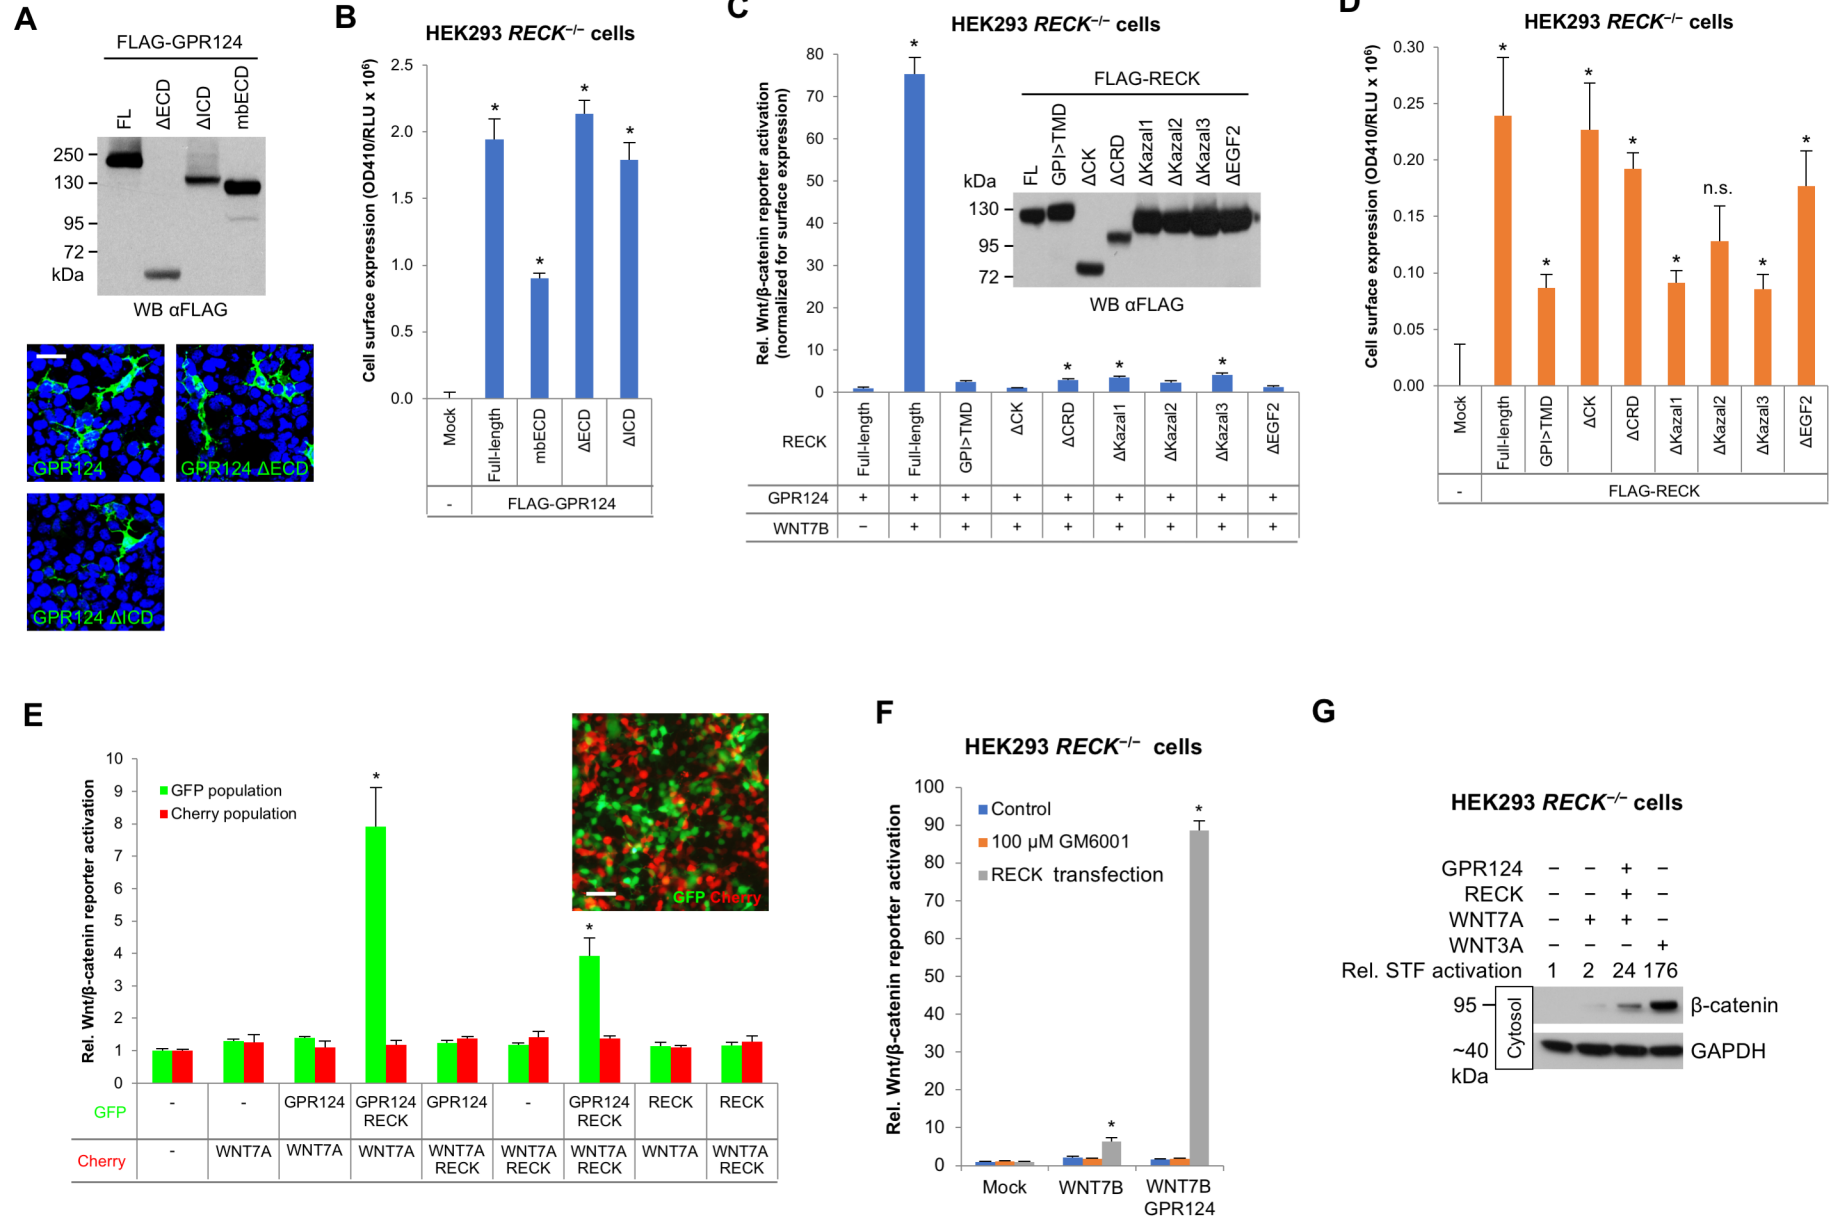 A
FLAG-GPR124
FL
ΔECD
ΔICD
mbECD
250
130
95
72
kDa
WB αFLAG
GPR124
GPR124 ΔECD
GPR124 ΔICD
B
HEK293 RECK–/– cells
Cell surface expression (OD410/RLU x 10⁶)
2.5
2.0
1.5
1.0
0.5
0.0
*
*
*
*
Mock
Full-length
mbECD
ΔECD
ΔICD
-
FLAG-GPR124
C
HEK293 RECK–/– cells
Rel. Wnt/β-catenin reporter activation
(normalized for surface expression)
80
70
60
50
40
30
20
10
0
*
*
*
*
FLAG-RECK
FL
GPI>TMD
ΔCK
ΔCRD
ΔKazal1
ΔKazal2
ΔKazal3
ΔEGF2
kDa
130
95
72
WB αFLAG
RECK
Full-length
Full-length
GPI>TMD
ΔCK
ΔCRD
ΔKazal1
ΔKazal2
ΔKazal3
ΔEGF2
GPR124 + + + + + + + + +
WNT7B – + + + + + + + +
D
HEK293 RECK–/– cells
Cell surface expression (OD410/RLU x 10⁶)
0.30
0.25
0.20
0.15
0.10
0.05
0.00
*
*
*
*
*
n.s.
*
*
Mock
Full-length
GPI>TMD
ΔCK
ΔCRD
ΔKazal1
ΔKazal2
ΔKazal3
ΔEGF2
-
FLAG-RECK
E
Rel. Wnt/β-catenin reporter activation
10
9
8
7
6
5
4
3
2
1
0
GFP population
Cherry population
*
*
GFP Cherry
GFP
- - GPR124 GPR124 GPR124 - GPR124 RECK RECK
RECK RECK
Cherry
- WNT7A WNT7A WNT7A WNT7A WNT7A WNT7A WNT7A WNT7A
RECK RECK RECK RECK
F
HEK293 RECK–/– cells
Rel. Wnt/β-catenin reporter activation
100
90
80
70
60
50
40
30
20
10
0
Control
100 µM GM6001
RECK transfection
*
*
Mock
WNT7B
WNT7B
GPR124
G
HEK293 RECK–/– cells
GPR124 – – + –
RECK – – + –
WNT7A – + + –
WNT3A – – – +
Rel. STF activation 1 2 24 176
95
Cytosol
β-catenin
~40
GAPDH
kDa